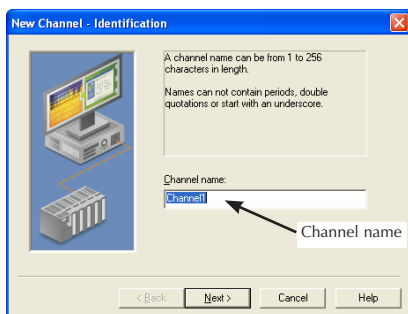 New Channel - Identification
A channel name can be from 1 to 256
characters in length.
Names can not contain periods, double
quotations or start with an underscore.
Channel name:
Channel1
Channel name
< Back
Next >
Cancel
Help